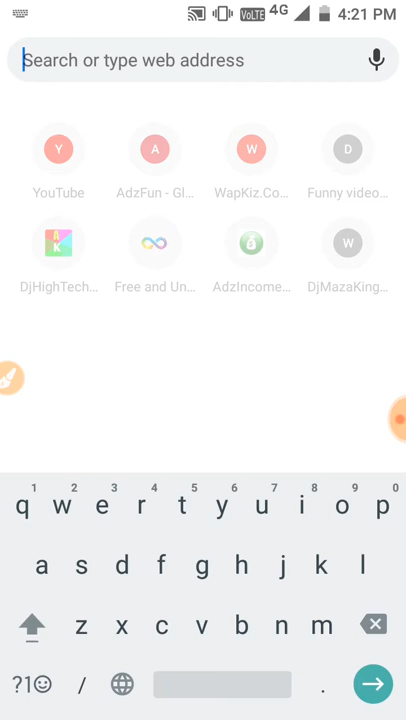 VoLTE 4G 4:21 PM
Search or type web address
Y A W D
YouTube AdzFun - Gl... WapKiz.Co... Funny video...
A K W
DjHighTech... Free and Un... AdzIncome... DjMazaKing...
1 2 3 4 5 6 7 8 9 0
q w e r t y u i o p
a s d f g h j k l
z x c v b n m
?1☺ / .